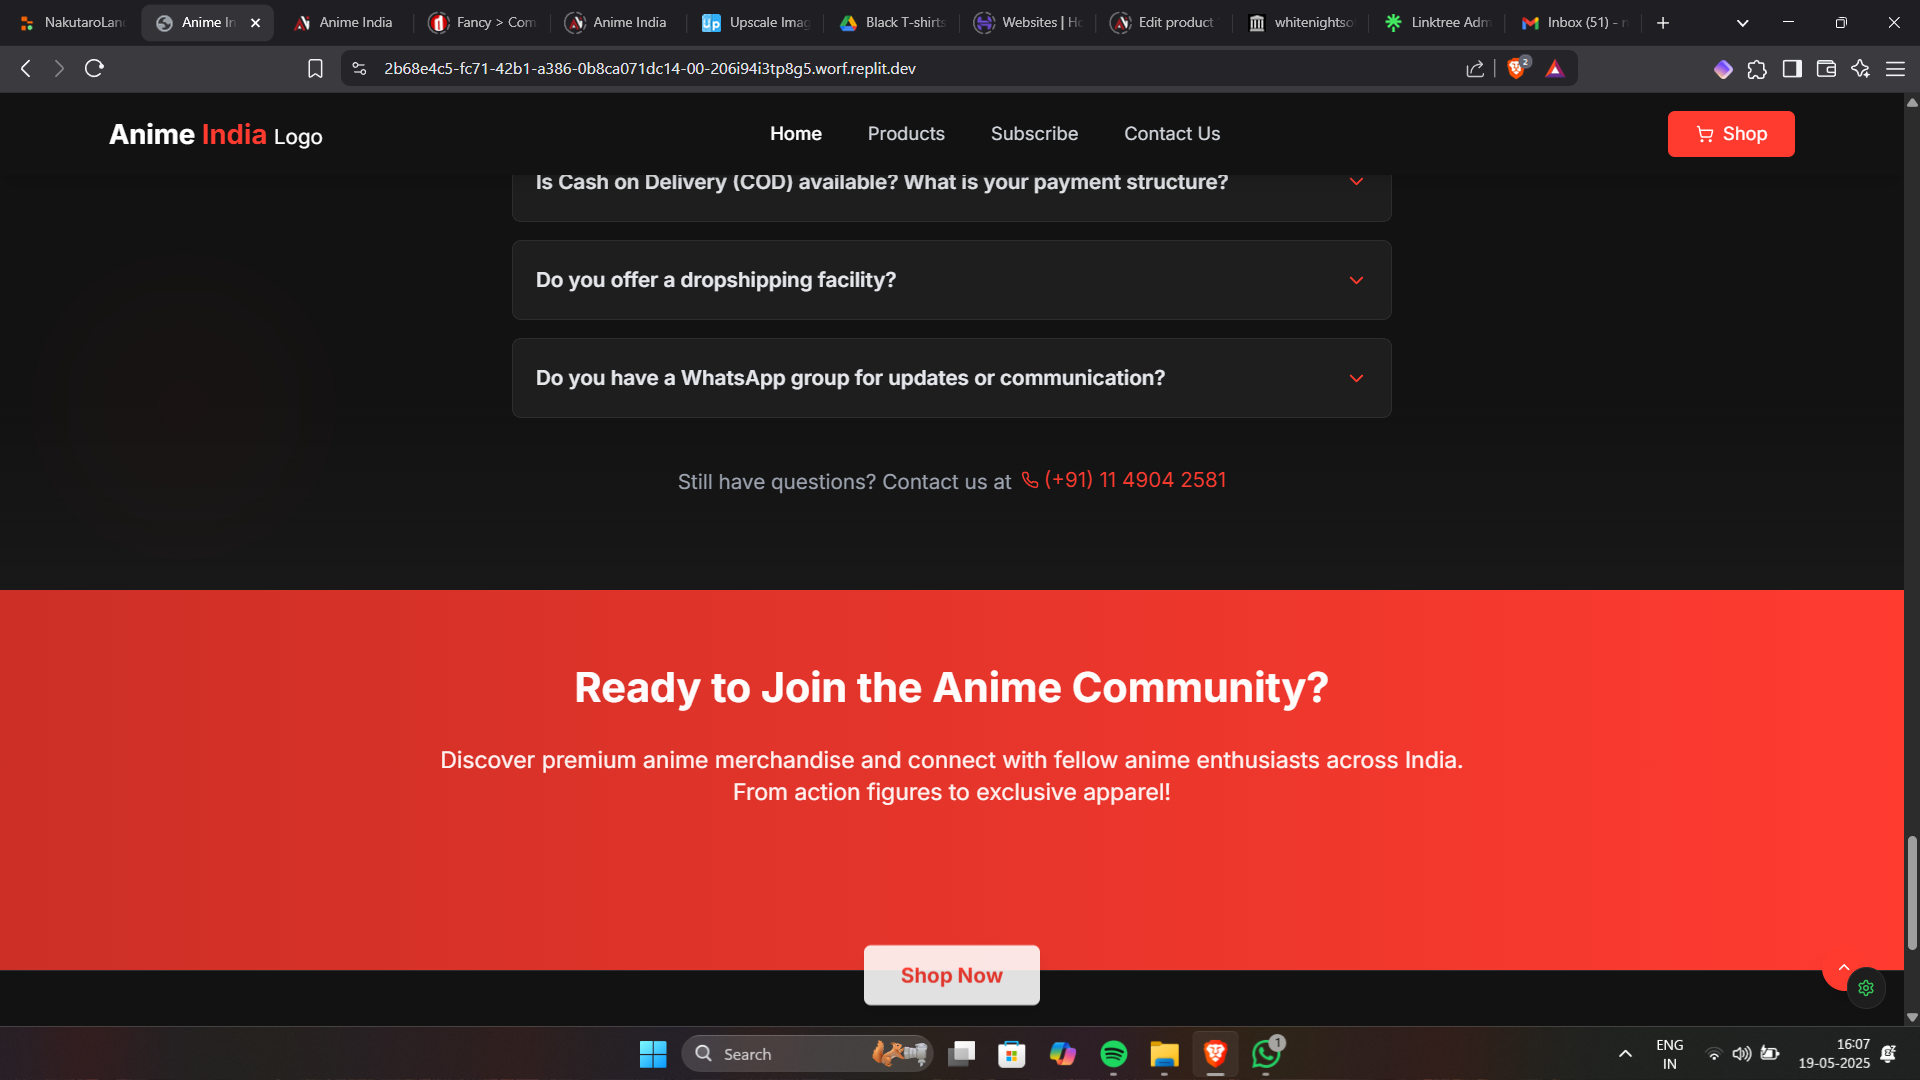 NakutaroLan
Anime In
Anime India
Fancy > Com
Anime India
Upscale Imag
Black T-shirts
Websites | Ho
Edit product
whitenightso
Linktree Adm
Inbox (51) - n
2b68e4c5-fc71-42b1-a386-0b8ca071dc14-00-206i94i3tp8g5.worf.replit.dev
2
Anime India Logo
Home
Products
Subscribe
Contact Us
Shop
Is Cash on Delivery (COD) available? What is your payment structure?
Do you offer a dropshipping facility?
Do you have a WhatsApp group for updates or communication?
Still have questions? Contact us at (+91) 11 4904 2581
Ready to Join the Anime Community?
Discover premium anime merchandise and connect with fellow anime enthusiasts across India.
From action figures to exclusive apparel!
Shop Now
Search
1
ENG
IN
16:07
19-05-2025